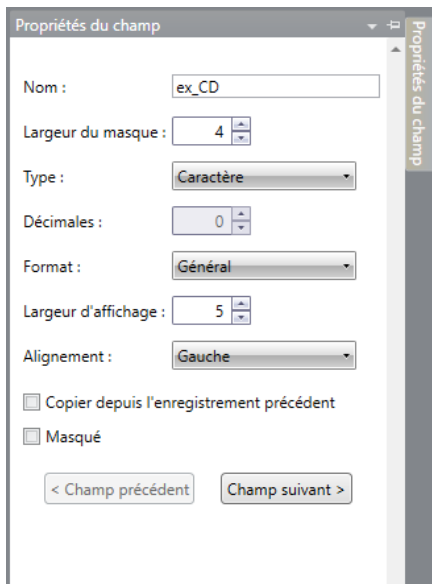 Propriétés du champ
Propriétés du champ
Nom : ex_CD
Largeur du masque : 4
Type : Caractère
Décimales : 0
Format : Général
Largeur d'affichage : 5
Alignement : Gauche
Copier depuis l'enregistrement précédent
Masqué
< Champ précédent Champ suivant >